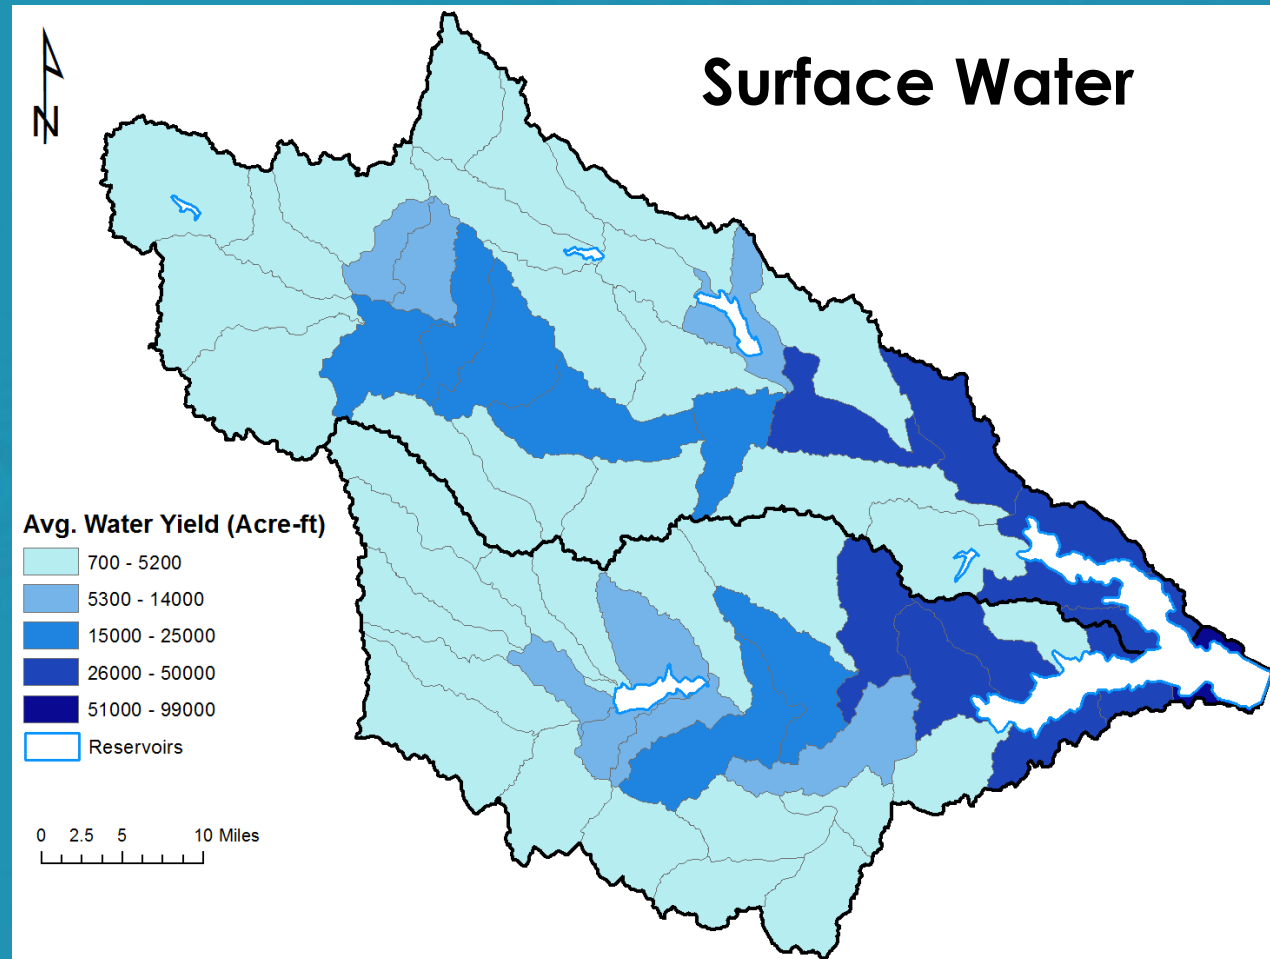 Surface Water
N
Avg. Water Yield (Acre-ft)
700 - 5200
5300 - 14000
15000 - 25000
26000 - 50000
51000 - 99000
Reservoirs
0 2.5 5 10 Miles